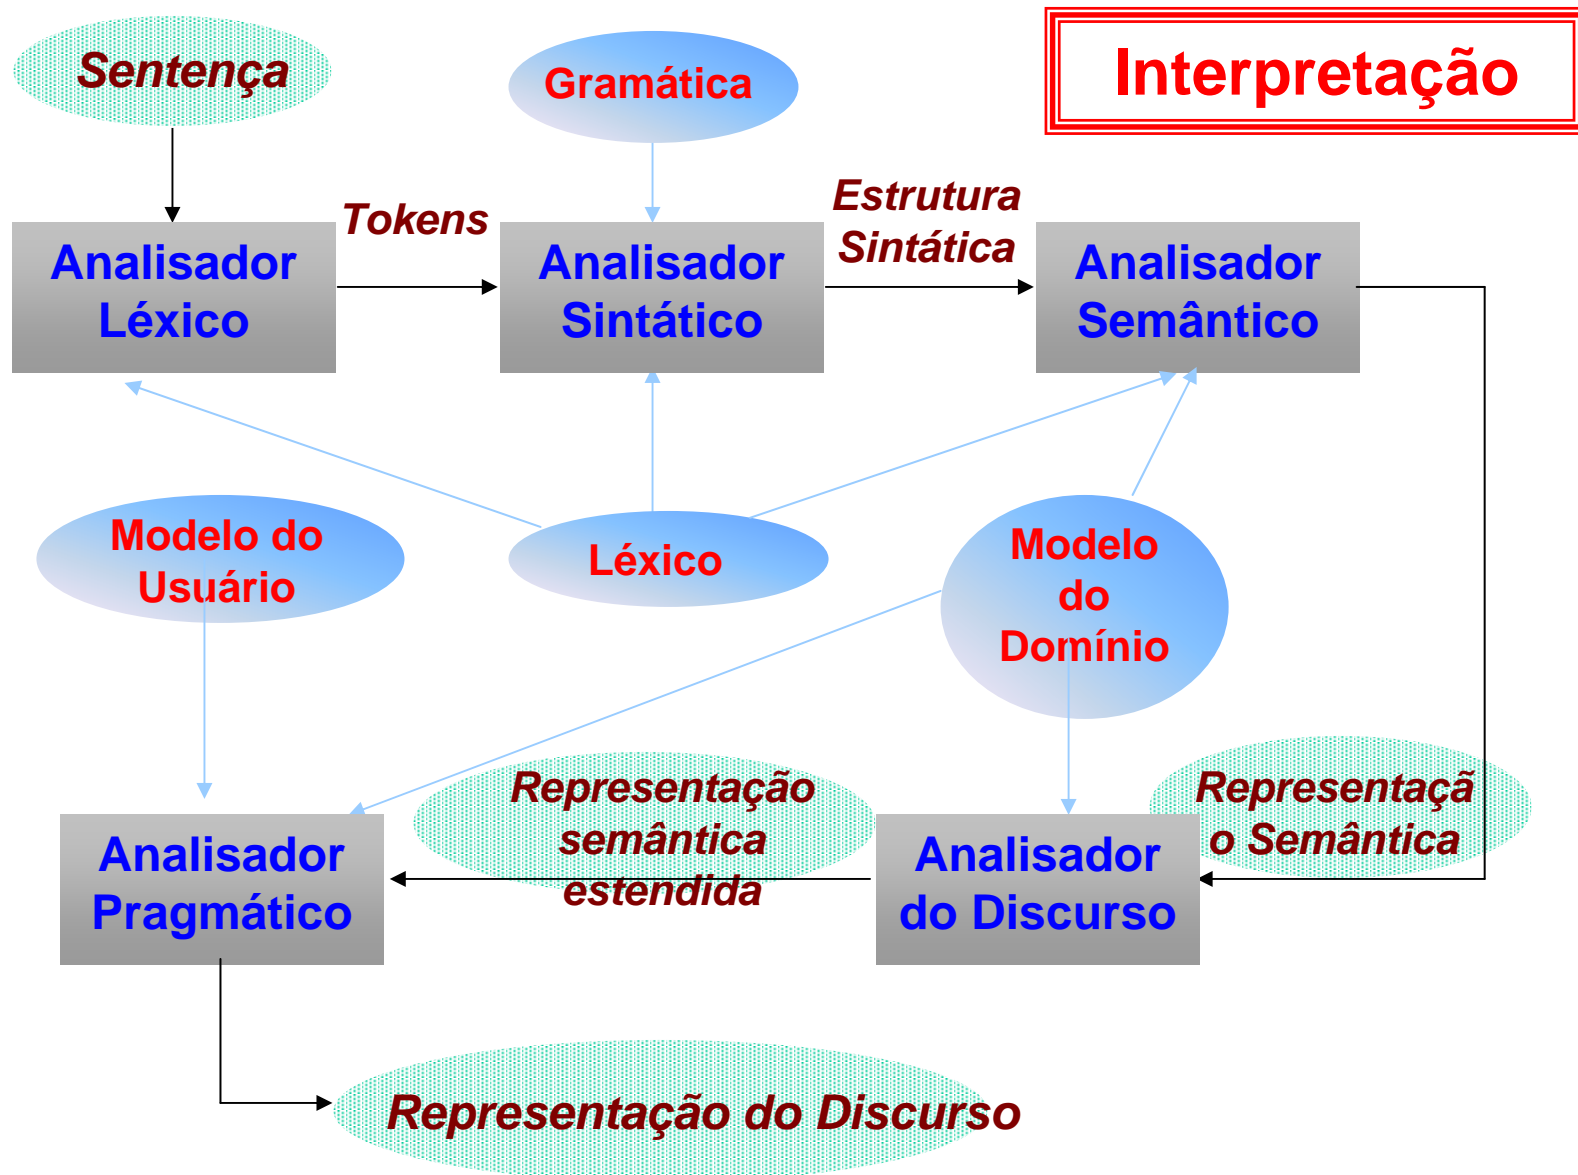 Sentença
Gramática
Interpretação
Tokens
Estrutura
Sintática
Analisador
Léxico
Analisador
Sintático
Analisador
Semântico
Modelo do
Usuário
Léxico
Modelo
do
Domínio
Representação
semântica
estendida
Representaçã
o Semântica
Analisador
Pragmático
Analisador
do Discurso
Representação do Discurso